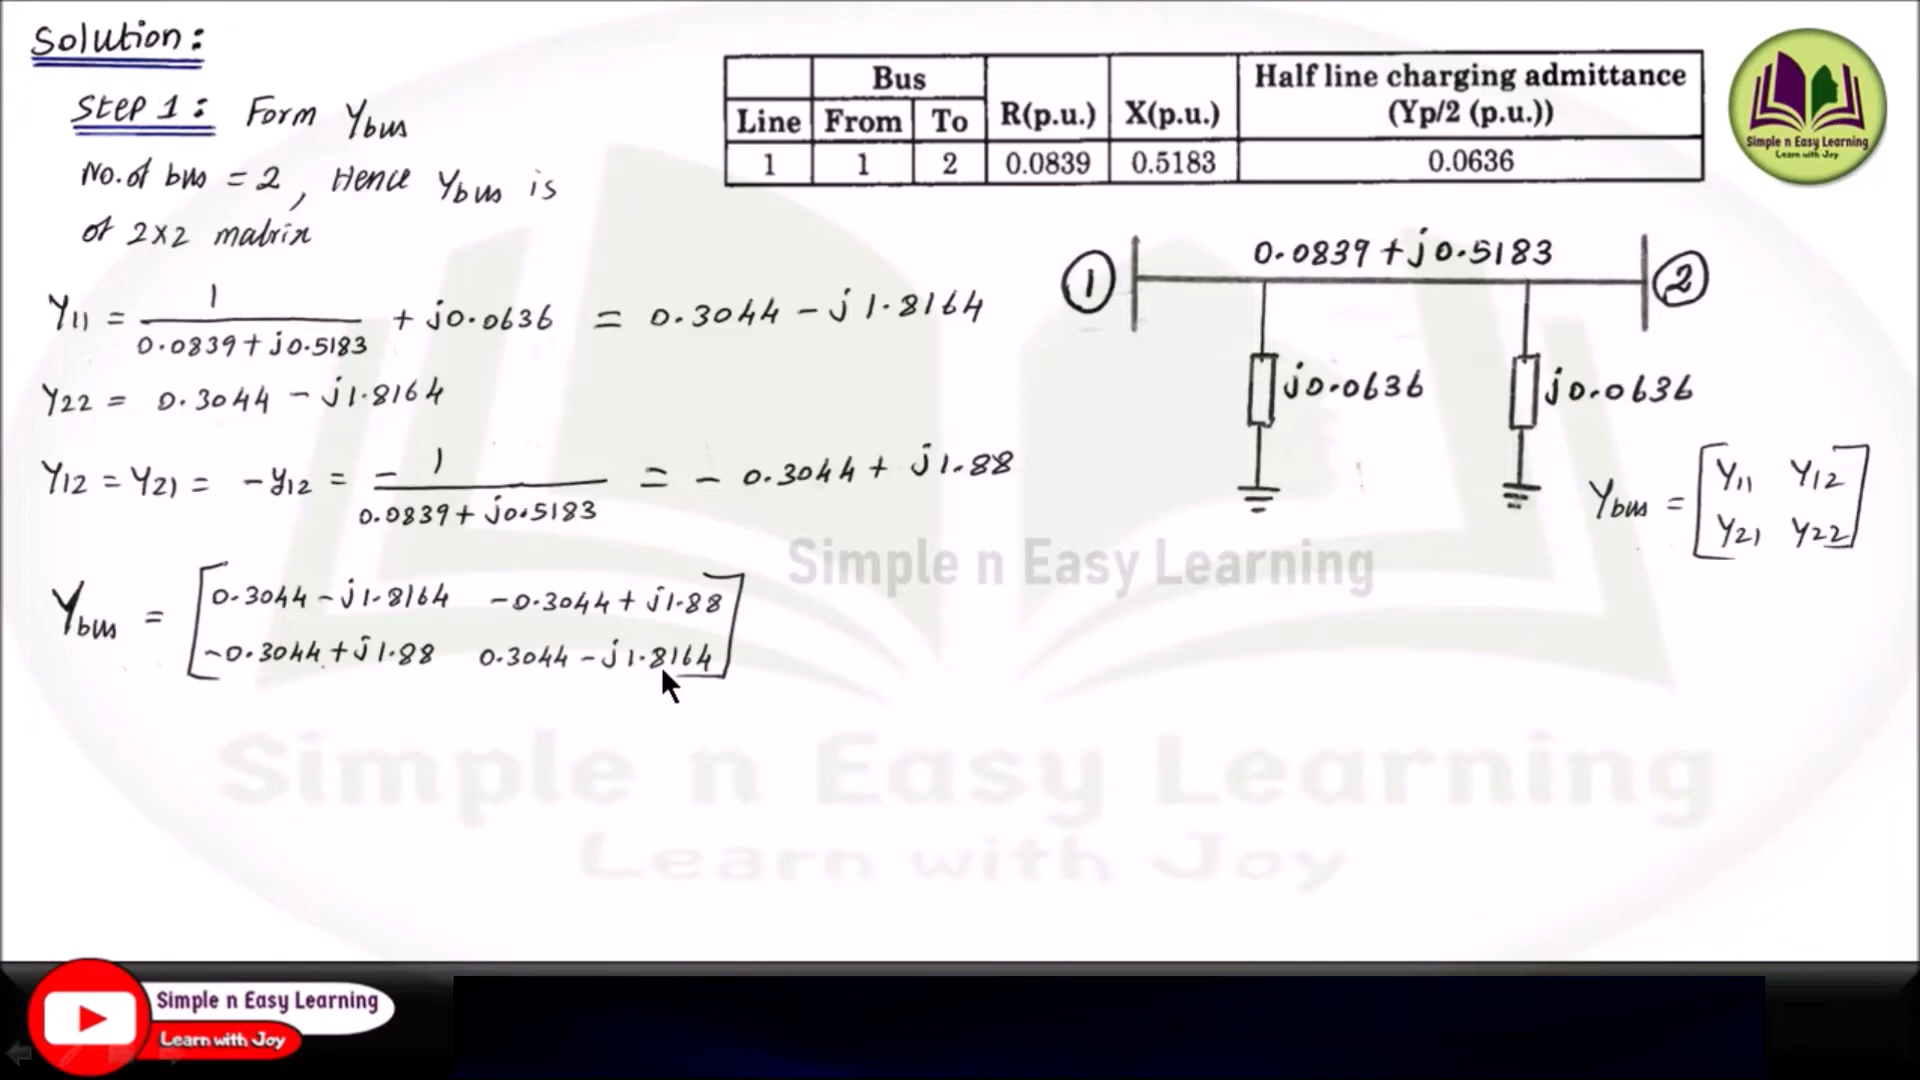 Solution:
Step 1: Form Ybus
No. of bus = 2, Hence Ybus is
of 2×2 matrix
Y11 = 1 / (0.0839 + j0.5183) + j0.0636 = 0.3044 - j1.8164
Y22 = 0.3044 - j1.8164
Y12 = Y21 = -y12 = - 1 / (0.0839 + j0.5183) = - 0.3044 + j1.88
Ybus = [0.3044 - j1.8164 -0.3044 + j1.88
-0.3044 + j1.88 0.3044 - j1.8164]
Line Bus From To R(p.u.) X(p.u.) Half line charging admittance (Yp/2 (p.u.))
1 1 2 0.0839 0.5183 0.0636
Simple n Easy Learning
Learn with Joy
1 0.0839 + j0.5183 2
j0.0636 j0.0636
Ybus = [Y11 Y12
Y21 Y22]
Simple n Easy Learning
Simple n Easy Learning
Learn with Joy
Simple n Easy Learning
Learn with Joy